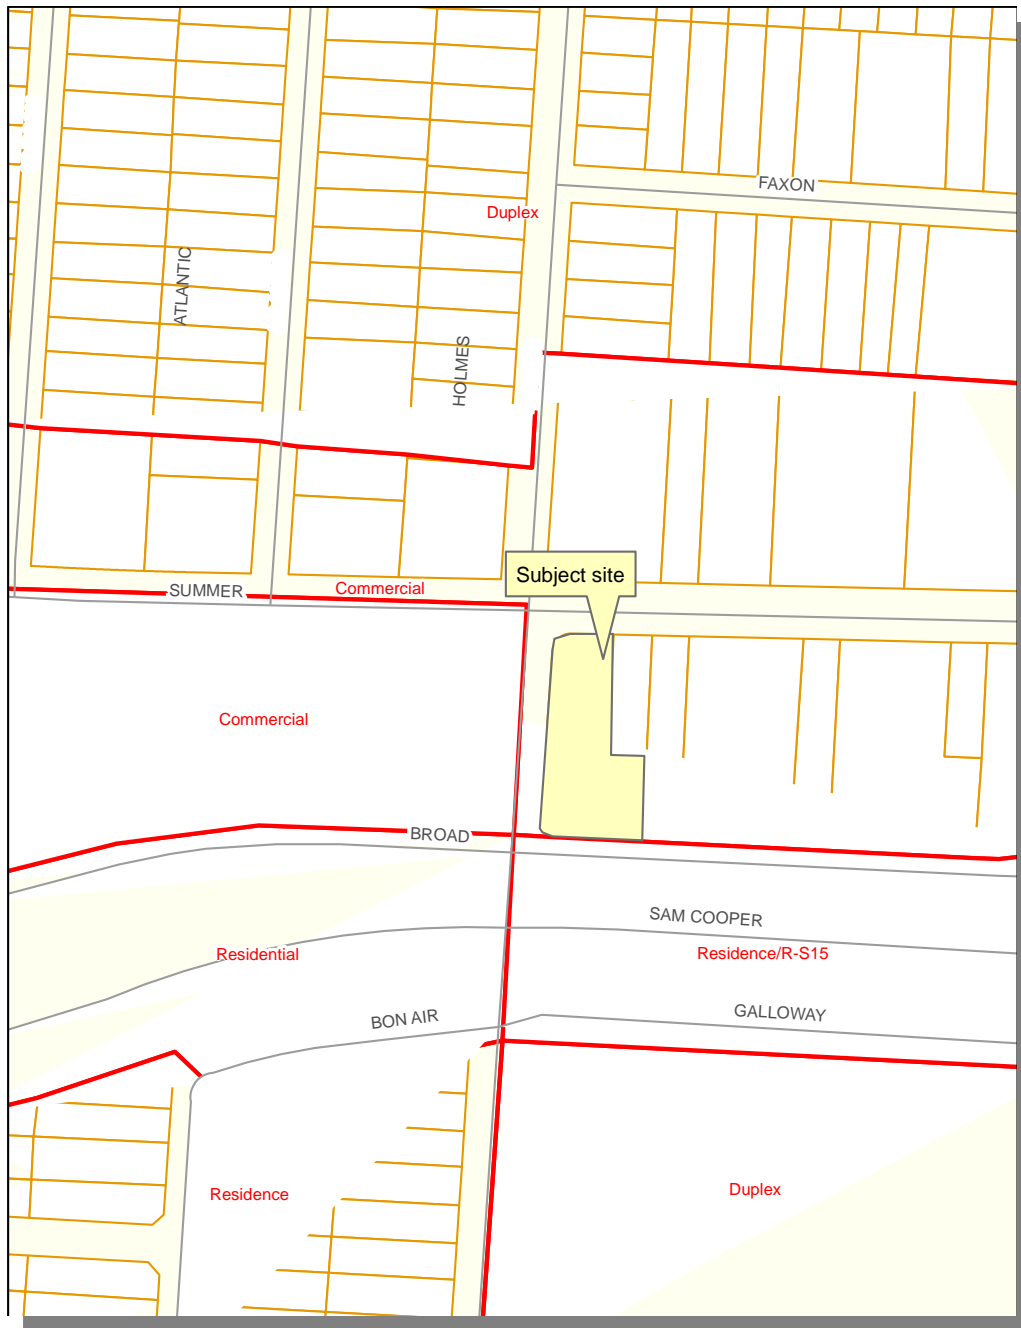 FAXON
Duplex
ATLANTIC
HOLMES
Subject site
SUMMER
Commercial
Commercial
BROAD
SAM COOPER
Residential
Residence/R-S15
BON AIR
GALLOWAY
Residence
Duplex